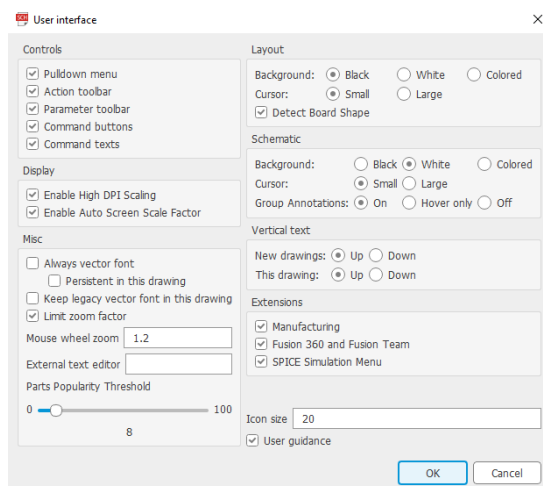 SCH
User interface
Controls
Pulldown menu
Action toolbar
Parameter toolbar
Command buttons
Command texts
Display
Enable High DPI Scaling
Enable Auto Screen Scale Factor
Misc
Always vector font
Persistent in this drawing
Keep legacy vector font in this drawing
Limit zoom factor
Mouse wheel zoom 1.2
External text editor
Parts Popularity Threshold
0 100
8
Layout
Background: Black White Colored
Cursor: Small Large
Detect Board Shape
Schematic
Background: Black White Colored
Cursor: Small Large
Group Annotations: On Hover only Off
Vertical text
New drawings: Up Down
This drawing: Up Down
Extensions
Manufacturing
Fusion 360 and Fusion Team
SPICE Simulation Menu
Icon size 20
User guidance
OK Cancel